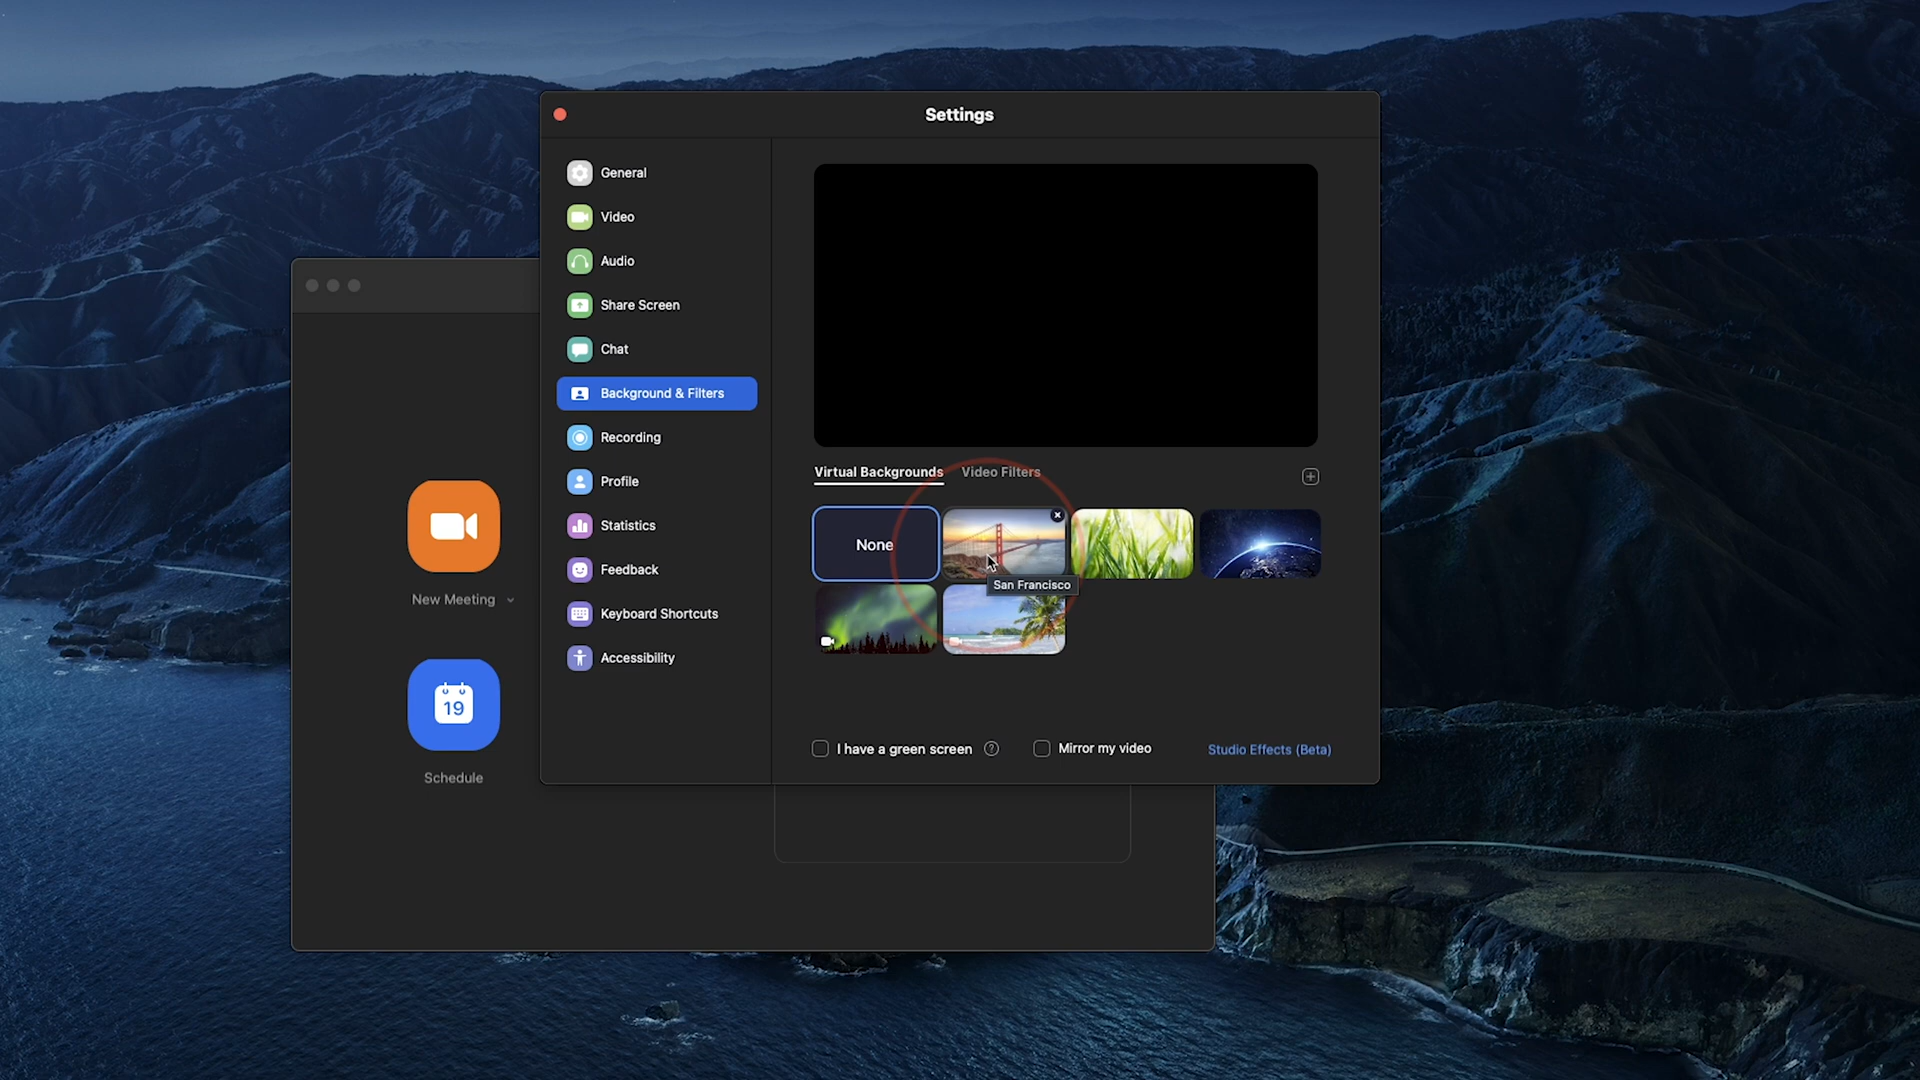 Settings
General
Video
Audio
Share Screen
Chat
Background & Filters
Recording
Profile
Statistics
Feedback
Keyboard Shortcuts
Accessibility
Virtual Backgrounds
Video Filters
None
San Francisco
I have a green screen
?
Mirror my video
Studio Effects (Beta)
New Meeting
19
Schedule